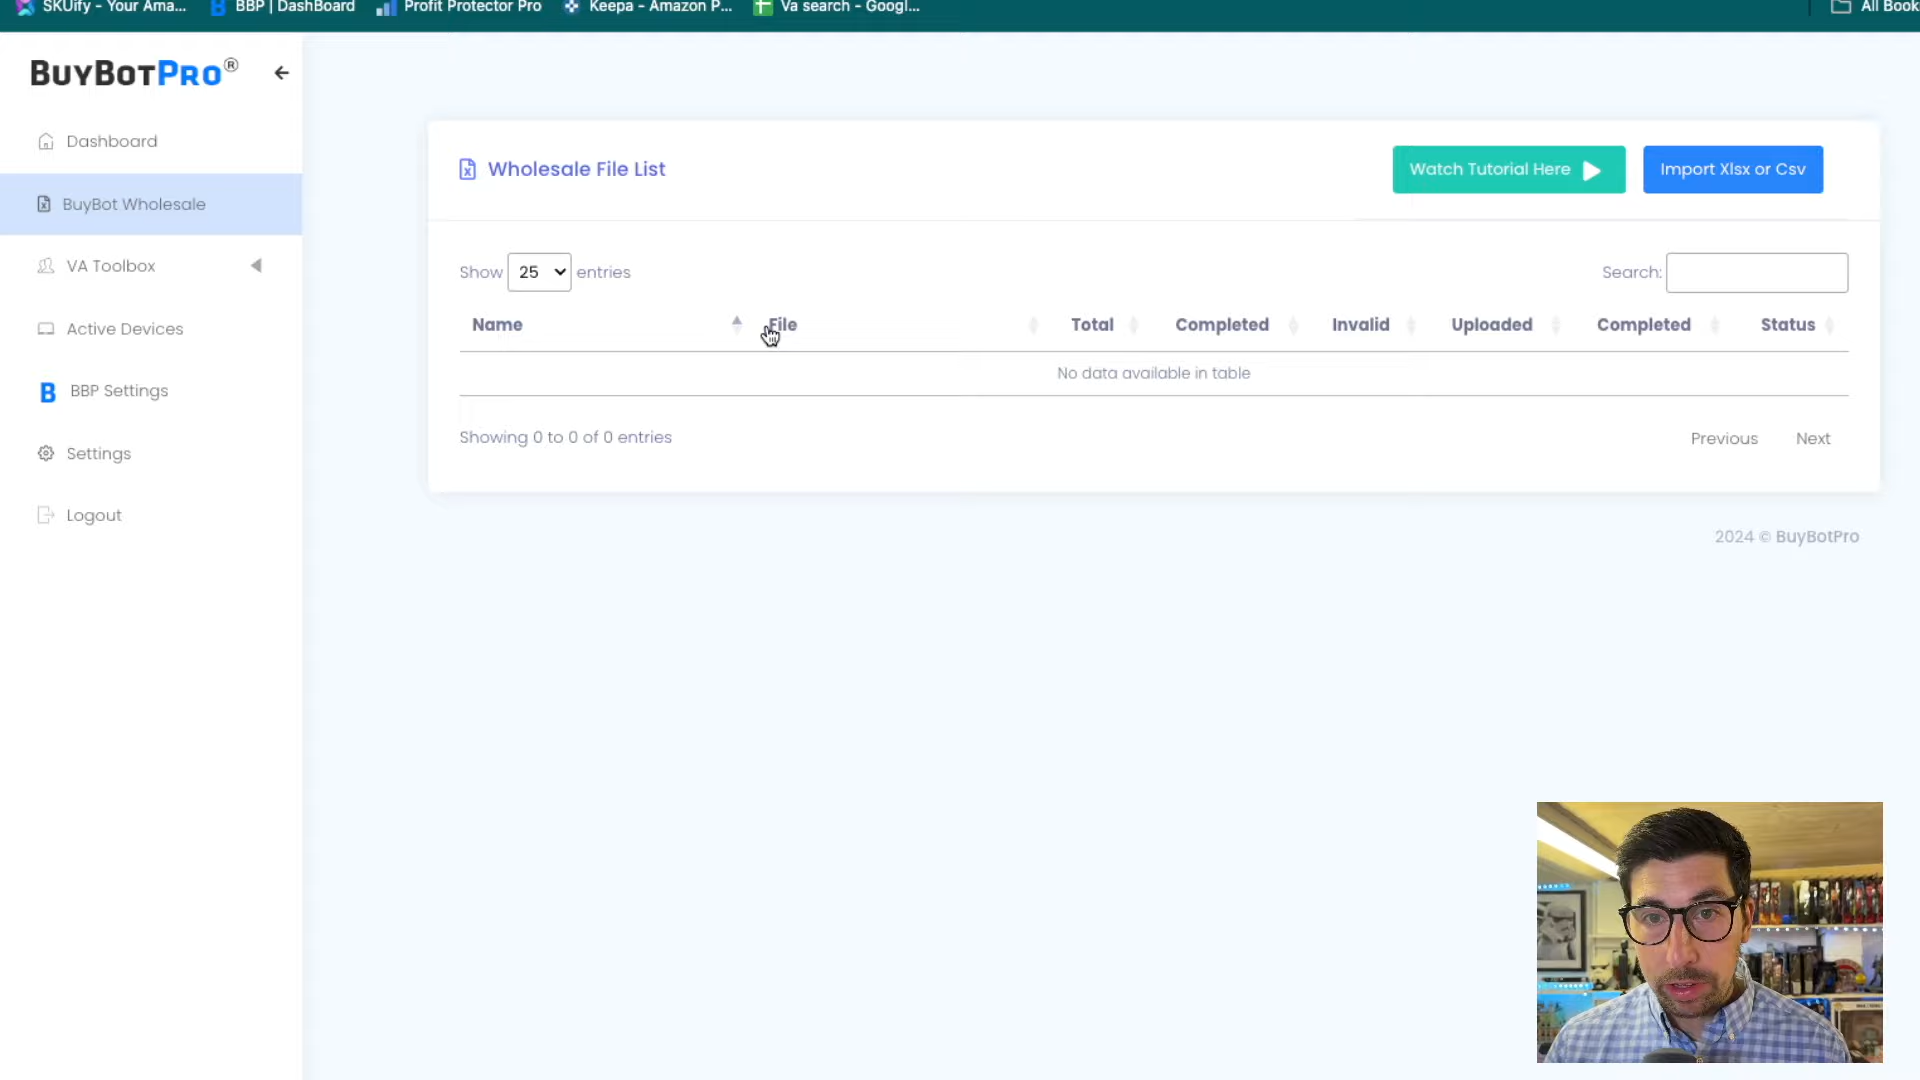 SKUify - Your Ama...
BBP | DashBoard
Profit Protector Pro
Keepa - Amazon P...
Va search - Googl...
All Book
BUYBOTPRO®
Dashboard
BuyBot Wholesale
VA Toolbox
Active Devices
BBP Settings
Settings
Logout
Wholesale File List
Watch Tutorial Here
Import Xlsx or Csv
Show 25 entries
Search:
Name File Total Completed Invalid Uploaded Completed Status
No data available in table
Showing 0 to 0 of 0 entries
Previous Next
2024 © BuyBotPro